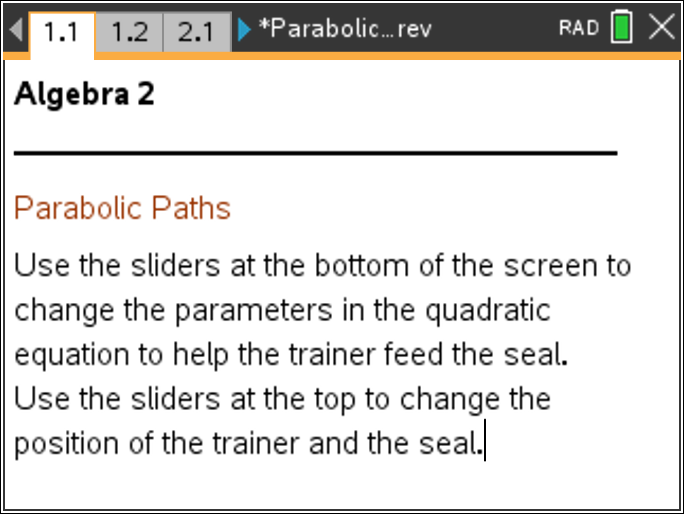 1.1 1.2 2.1 *Parabolic...rev RAD
Algebra 2
Parabolic Paths
Use the sliders at the bottom of the screen to
change the parameters in the quadratic
equation to help the trainer feed the seal.
Use the sliders at the top to change the
position of the trainer and the seal.